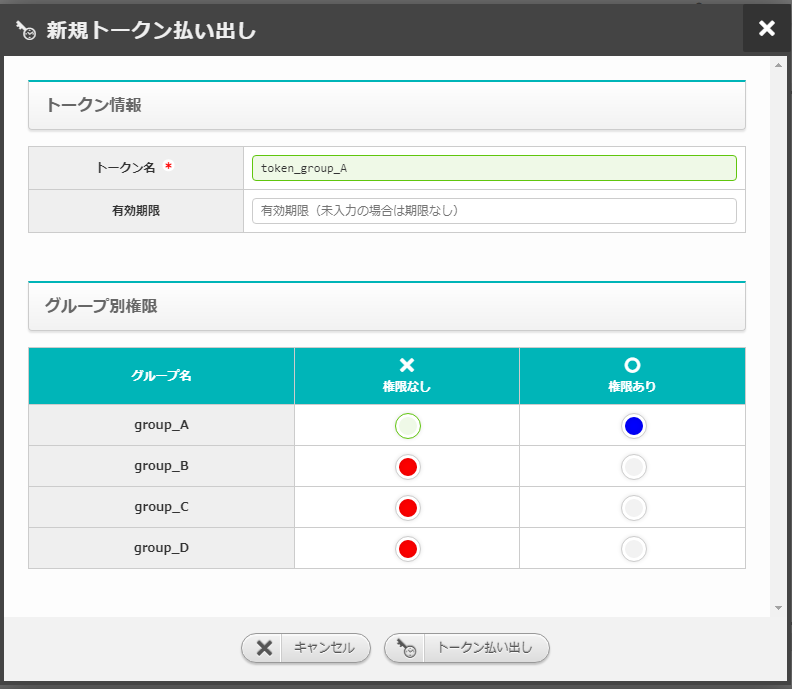 新規トークン払い出し
トークン情報
トークン名 *
token_group_A
有効期限
有効期限（未入力の場合は期限なし）
グループ別権限
グループ名
権限なし
権限あり
group_A
group_B
group_C
group_D
キャンセル
トークン払い出し